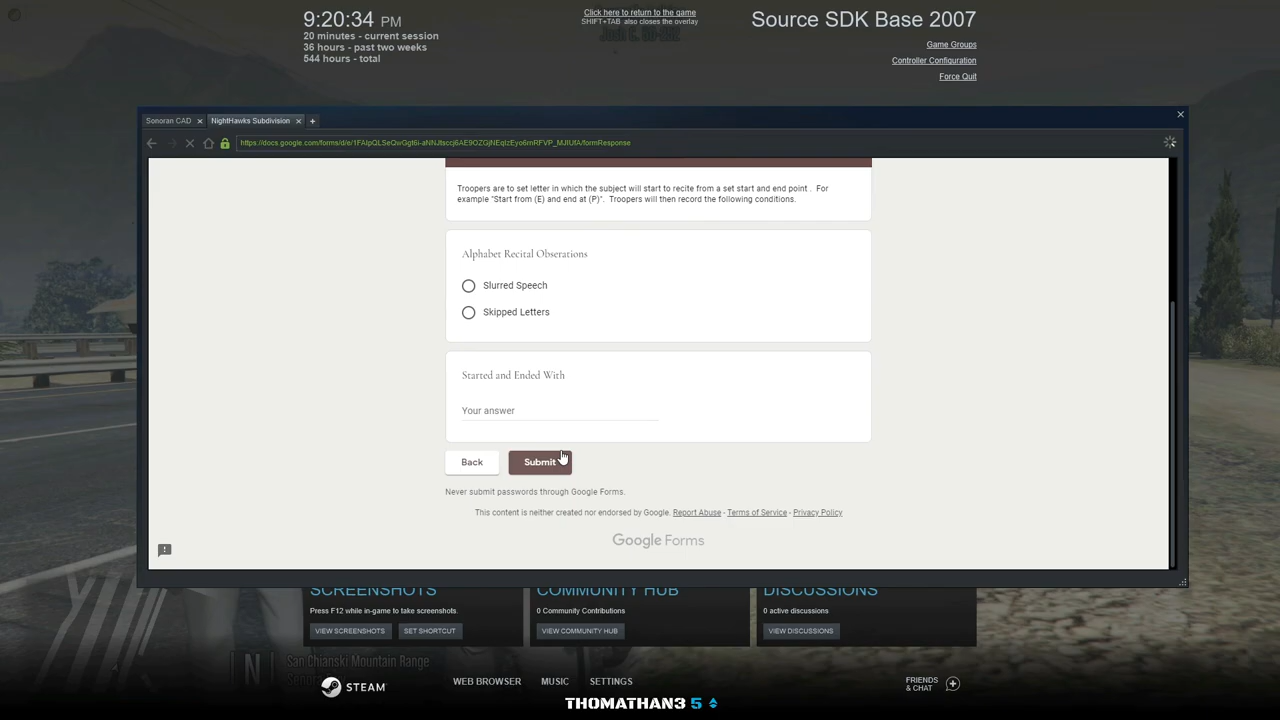 9:20:34 PM
20 minutes - current session
36 hours - past two weeks
544 hours - total
Click here to return to the game
SHIFT+TAB also closes the overlay
Source SDK Base 2007
Game Groups
Controller Configuration
Force Quit
Sonoran CAD
NightHawks Subdivision
Troopers are to set letter in which the subject will start to recite from a set start and end point . For
example "Start from (E) and end at (P)". Troopers will then record the following conditions.
Alphabet Recital Obserations
Slurred Speech
Skipped Letters
Started and Ended With
Your answer
Back
Submit
Never submit passwords through Google Forms.
This content is neither created nor endorsed by Google. Report Abuse - Terms of Service - Privacy Policy
Google Forms
SCREENSHOTS
Press F12 while in-game to take screenshots.
VIEW SCREENSHOTS
SET SHORTCUT
COMMUNITY HUB
0 Community Contributions
VIEW COMMUNITY HUB
DISCUSSIONS
0 active discussions
VIEW DISCUSSIONS
N
San Chianski Mountain Range
STEAM
WEB BROWSER
MUSIC
SETTINGS
FRIENDS
& CHAT
THOMATHAN3 5